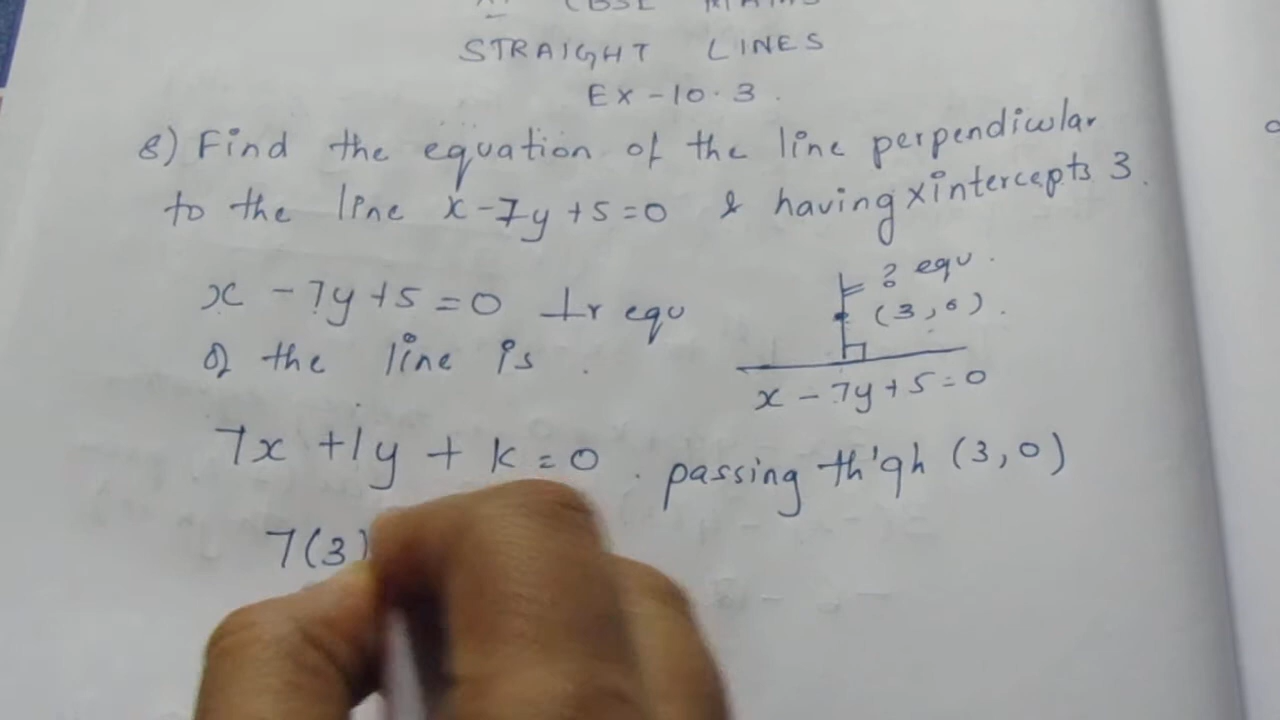 CBSE MATHS
STRAIGHT LINES
EX-10.3.
8) Find the equation of the line perpendicular
to the line x-7y+5=0 & having x intercepts 3.
x-7y+5=0 ⊥r equ
of the line is.
? equ.
(3,0).
x-7y+5=0
7x+1y+k=0. passing th'gh (3,0)
7(3)